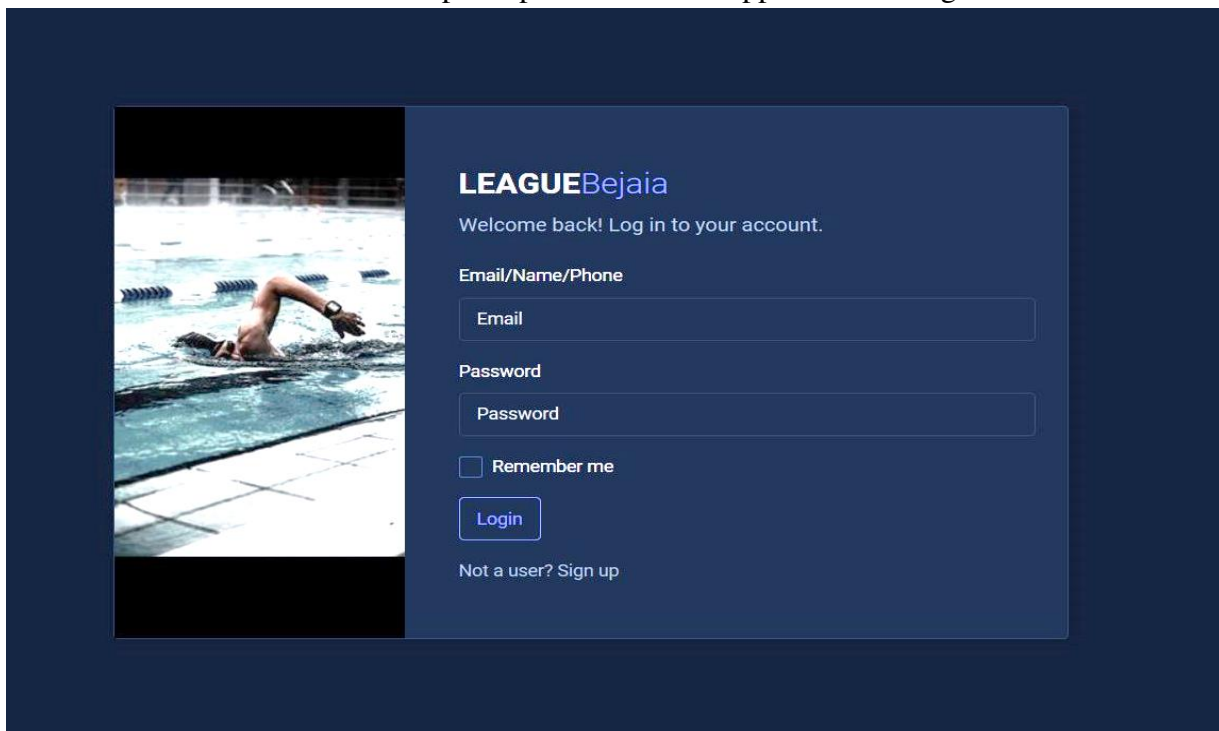 LEAGUEBejaia
Welcome back! Log in to your account.
Email/Name/Phone
Email
Password
Password
Remember me
Login
Not a user? Sign up